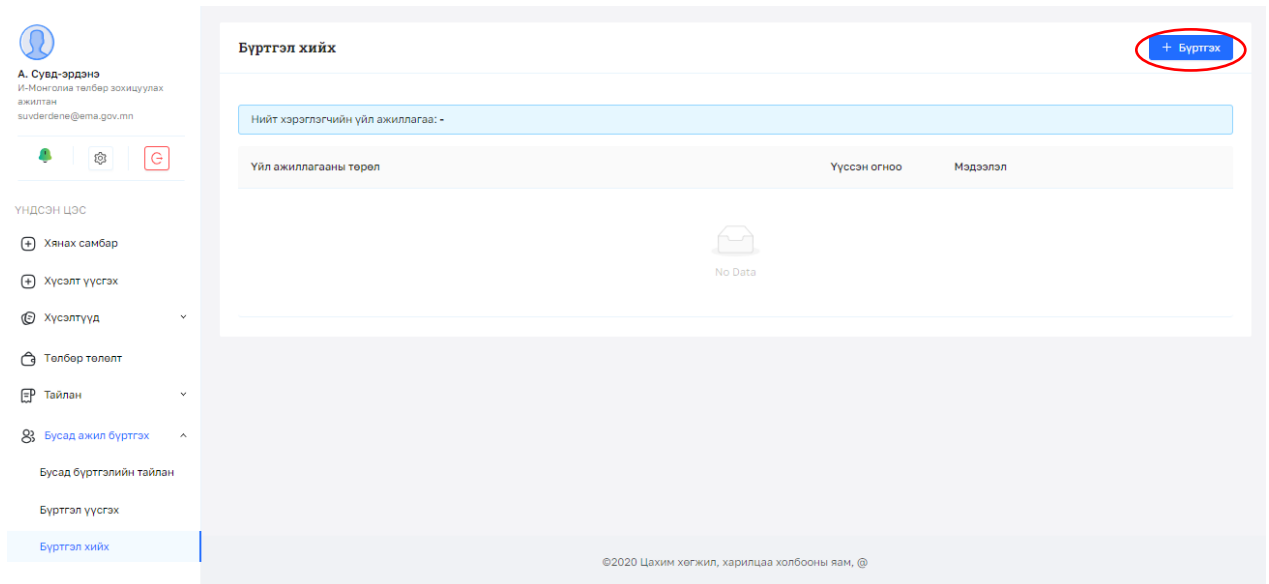 А. Сувд-эрдэнэ
И-Монголиа төлбөр зохицуулах
ажилтан
suvderdene@ema.gov.mn
ҮНДСЭН ЦЭС
Хянах самбар
Хүсэлт үүсгэх
Хүсэлтүүд
Төлбөр төлөлт
Тайлан
Бусад ажил бүртгэх
Бусад бүртгэлийн тайлан
Бүртгэл үүсгэх
Бүртгэл хийх
Бүртгэл хийх
+ Бүртгэх
Нийт хэрэглэгчийн үйл ажиллагаа: -
Үйл ажиллагааны төрөл Үүссэн огноо Мэдээлэл
No Data
©2020 Цахим хөгжил, харилцаа холбооны яам, @